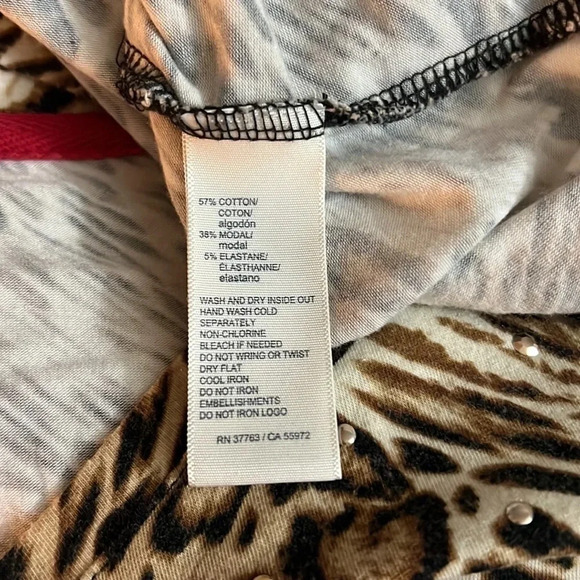 57% COTTON/
COTON/
algodón
38% MODAL/
modal
5% ELASTANE/
ÉLASTHANNE/
elastano
WASH AND DRY INSIDE OUT
HAND WASH COLD
SEPARATELY
NON-CHLORINE
BLEACH IF NEEDED
DO NOT WRING OR TWIST
DRY FLAT
COOL IRON
DO NOT IRON
EMBELLISHMENTS
DO NOT IRON LOGO
RN 37763 / CA 55972